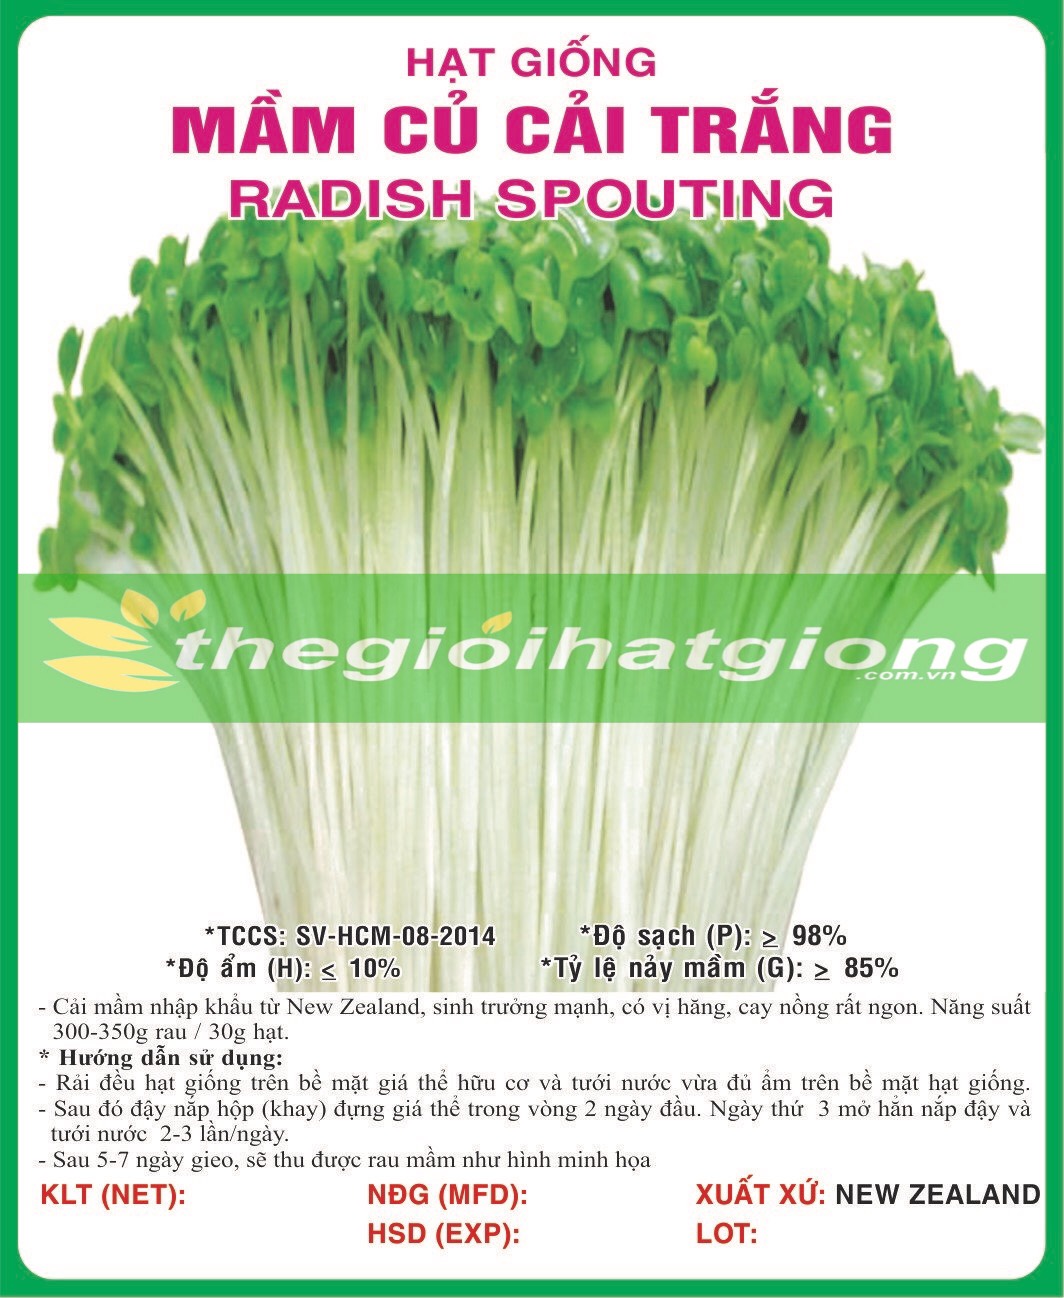 HẠT GIỐNG
MẦM CỦ CẢI TRẮNG
RADISH SPOUTING
thegioihatgiong
.com.vn
*TCCS: SV-HCM-08-2014 *Độ sạch (P): ≥ 98%
*Độ ẩm (H): ≤ 10% *Tỷ lệ nảy mầm (G): ≥ 85%
- Cải mầm nhập khẩu từ New Zealand, sinh trưởng mạnh, có vị hăng, cay nồng rất ngon. Năng suất
300-350g rau / 30g hạt.
* Hướng dẫn sử dụng:
- Rải đều hạt giống trên bề mặt giá thể hữu cơ và tưới nước vừa đủ ẩm trên bề mặt hạt giống.
- Sau đó đậy nắp hộp (khay) đựng giá thể trong vòng 2 ngày đầu. Ngày thứ 3 mở hẳn nắp đậy và
tưới nước 2-3 lần/ngày.
- Sau 5-7 ngày gieo, sẽ thu được rau mầm như hình minh họa
KLT (NET): NĐG (MFD): XUẤT XỨ: NEW ZEALAND
HSD (EXP): LOT: